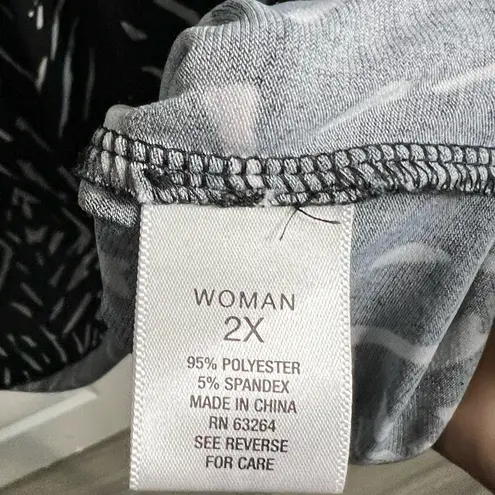 WOMAN
2X
95% POLYESTER
5% SPANDEX
MADE IN CHINA
RN 63264
SEE REVERSE
FOR CARE